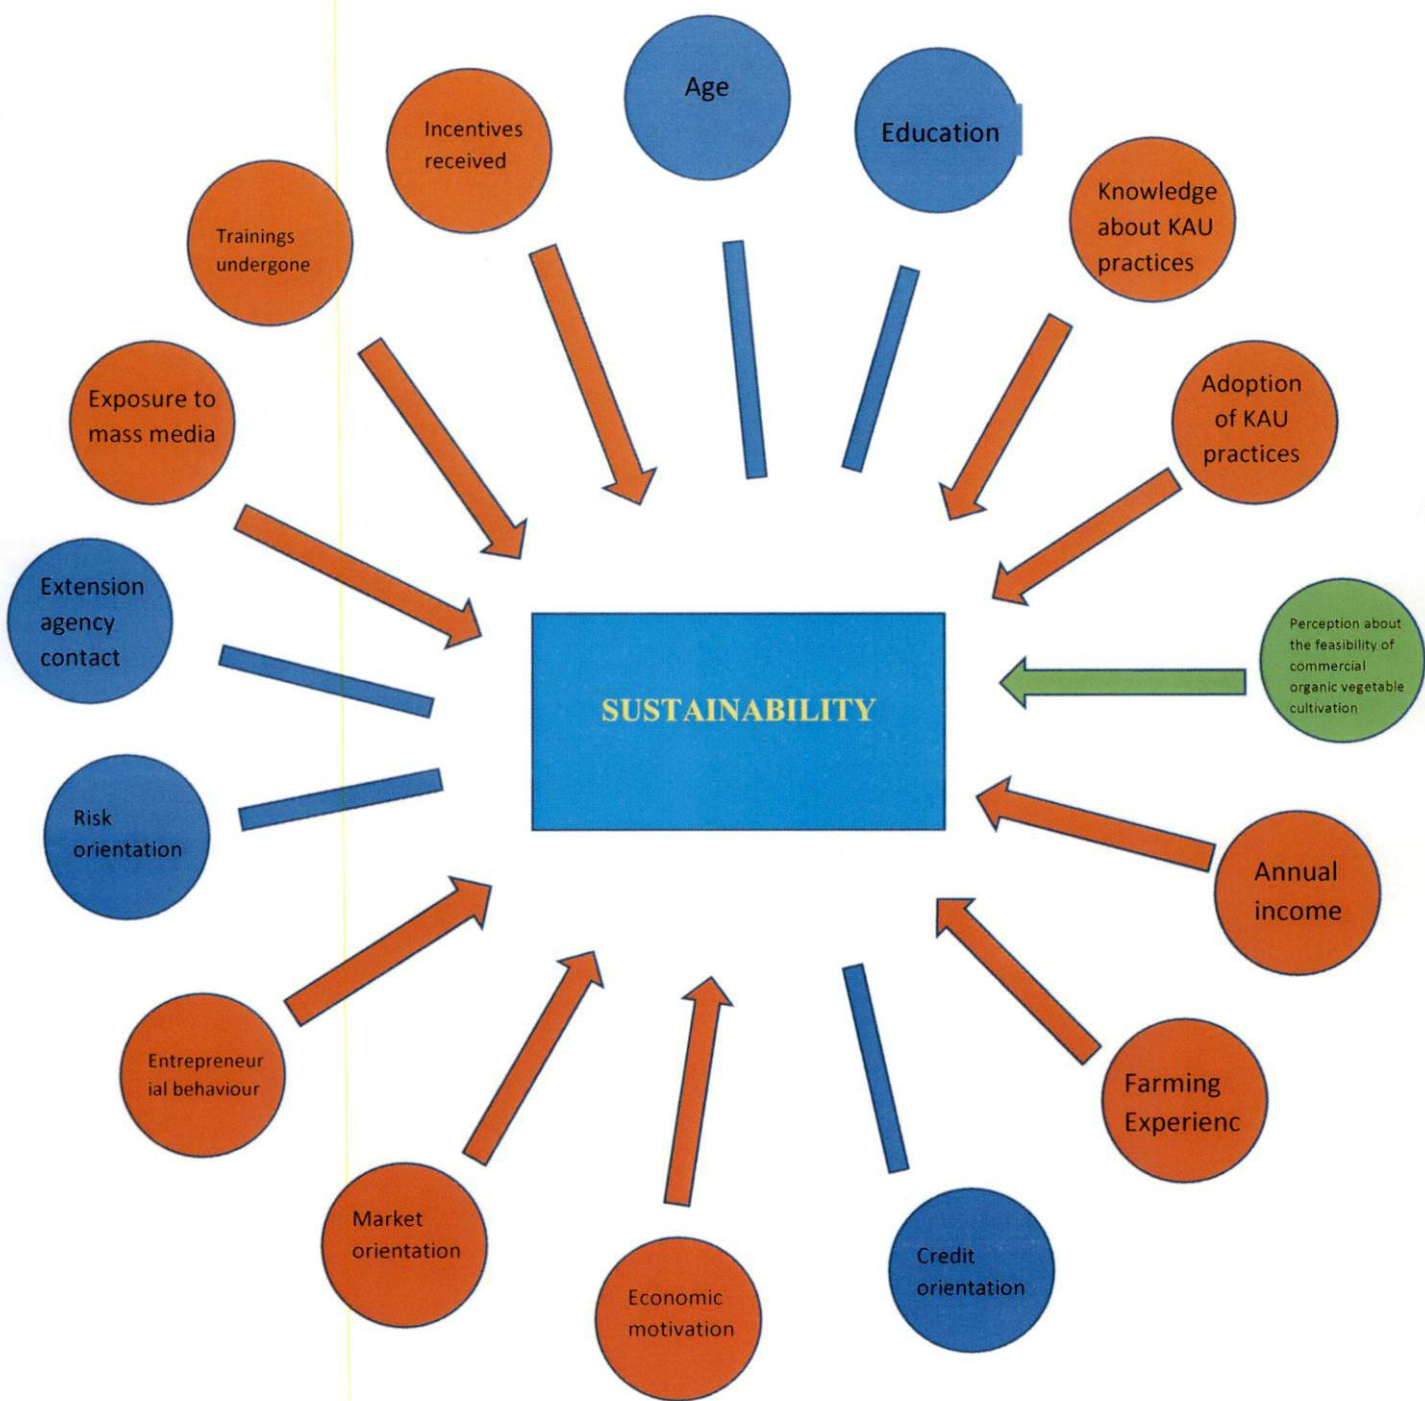 Age
Education
Incentives
received
Knowledge
about KAU
practices
Trainings
undergone
Adoption
of KAU
practices
Exposure to
mass media
Extension
agency
contact
Perception about
the feasibility of
commercial
organic vegetable
cultivation
SUSTAINABILITY
Risk
orientation
Annual
income
Entrepreneur
ial behaviour
Farming
Experienc
Market
orientation
Credit
orientation
Economic
motivation